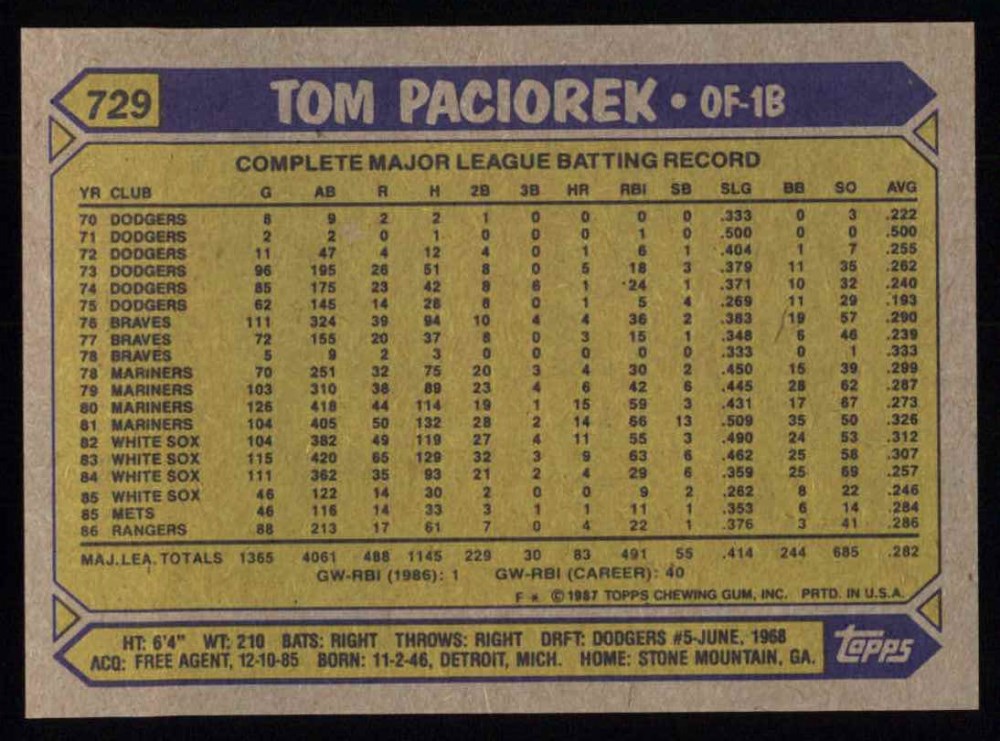 729 TOM PACIOREK • OF-1B
COMPLETE MAJOR LEAGUE BATTING RECORD
YR CLUB G AB R H 2B 3B HR RBI SB SLG BB SO AVG
70 DODGERS 8 9 2 2 1 0 0 0 0 .333 0 3 .222
71 DODGERS 2 2 0 1 0 0 0 1 0 .500 0 0 .500
72 DODGERS 11 47 4 12 4 0 1 6 1 .404 1 7 .255
73 DODGERS 96 195 26 51 8 0 5 18 3 .379 11 35 .262
74 DODGERS 85 175 23 42 8 6 1 24 1 .371 10 32 .240
75 DODGERS 62 145 14 28 8 0 1 5 4 .269 11 29 .193
76 BRAVES 111 324 39 94 10 4 4 36 2 .383 19 57 .290
77 BRAVES 72 155 20 37 8 0 3 15 1 .348 6 46 .239
78 BRAVES 5 9 2 3 0 0 0 0 0 .333 0 1 .333
78 MARINERS 70 251 32 75 20 3 4 30 2 .450 15 39 .299
79 MARINERS 103 310 38 89 23 4 6 42 6 .445 28 62 .287
80 MARINERS 126 418 44 114 19 1 15 59 3 .431 17 67 .273
81 MARINERS 104 405 50 132 28 2 14 66 13 .509 35 50 .326
82 WHITE SOX 104 382 49 119 27 4 11 55 3 .490 24 53 .312
83 WHITE SOX 115 420 65 129 32 3 9 63 6 .462 25 58 .307
84 WHITE SOX 111 362 35 93 21 2 4 29 6 .359 25 69 .257
85 WHITE SOX 46 122 14 30 2 0 0 9 2 .262 8 22 .246
85 METS 46 116 14 33 3 1 1 11 1 .353 6 14 .284
86 RANGERS 88 213 17 61 7 0 4 22 1 .376 3 41 .286
MAJ.LEA. TOTALS 1365 4061 488 1145 229 30 83 491 55 .414 244 685 .282
GW-RBI (1986): 1 GW-RBI (CAREER): 40
F * © 1987 TOPPS CHEWING GUM, INC. PRTD. IN U.S.A.
HT: 6'4" WT: 210 BATS: RIGHT THROWS: RIGHT DRFT: DODGERS #5-JUNE, 1968
ACQ: FREE AGENT, 12-10-85 BORN: 11-2-46, DETROIT, MICH. HOME: STONE MOUNTAIN, GA.
topps